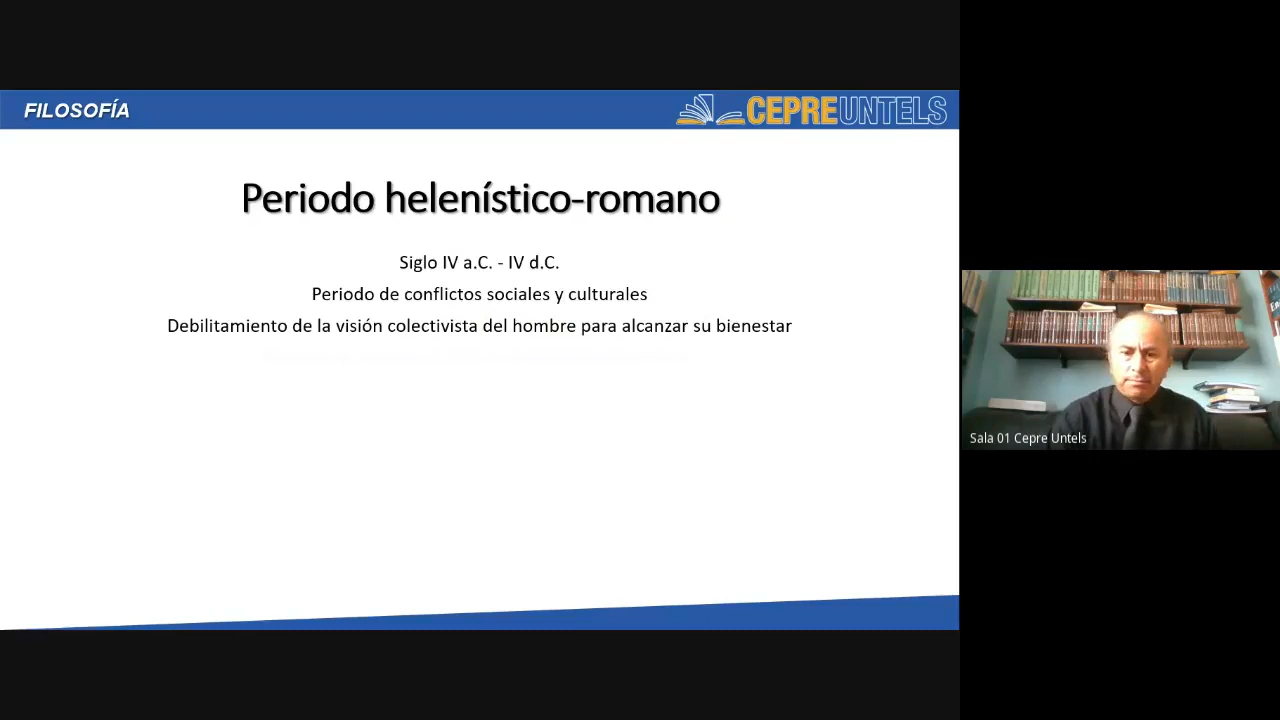 FILOSOFÍA
CEPREUNTELS
Periodo helenístico-romano
Siglo IV a.C. - IV d.C.
Periodo de conflictos sociales y culturales
Debilitamiento de la visión colectivista del hombre para alcanzar su bienestar
Sala 01 Cepre Untels